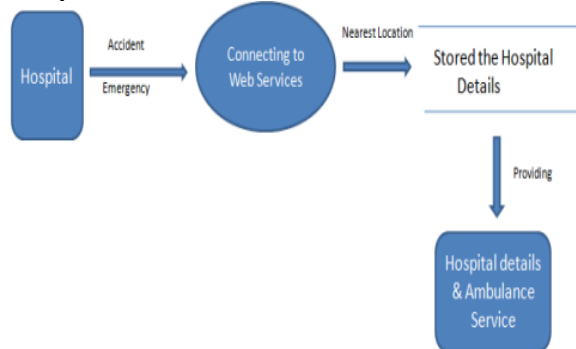 Hospital
Accident
Emergency
Connecting to
Web Services
Nearest Location
Stored the Hospital
Details
Providing
Hospital details
& Ambulance
Service